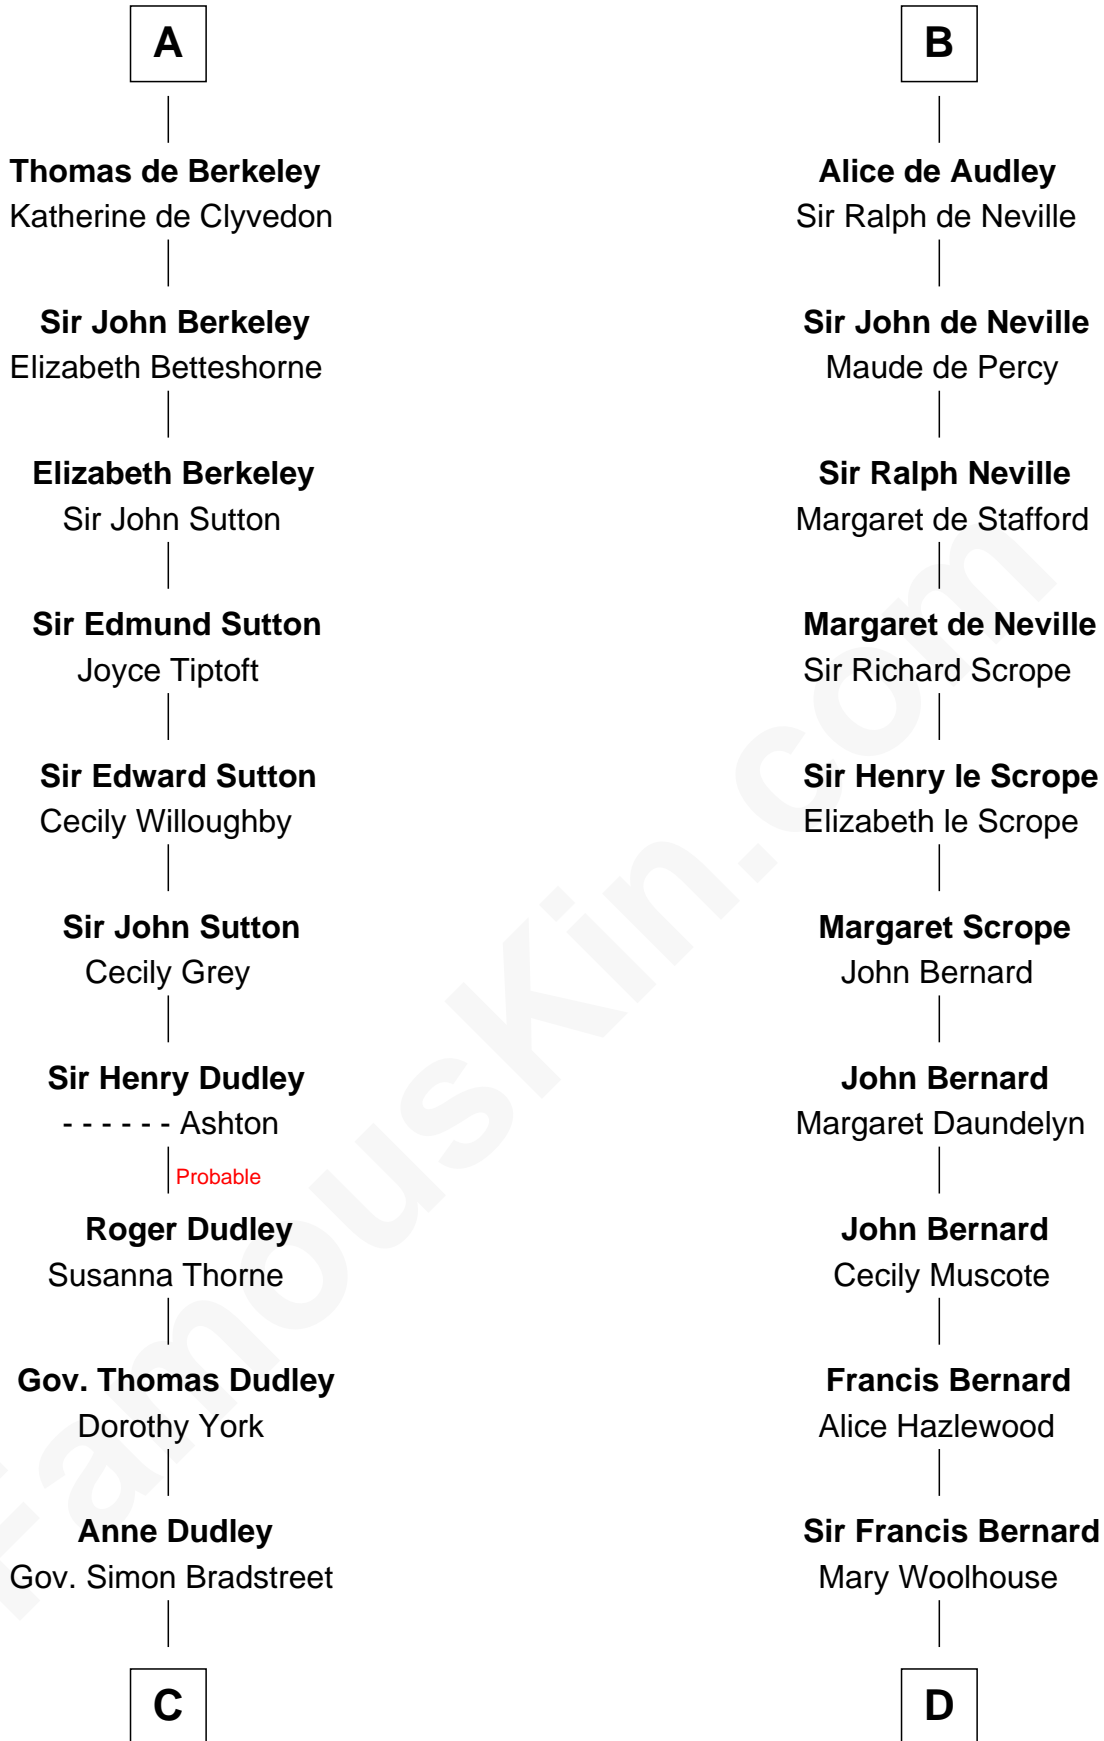 A
Thomas de Berkeley
Katherine de Clyvedon
Sir John Berkeley
Elizabeth Betteshorne
Elizabeth Berkeley
Sir John Sutton
Sir Edmund Sutton
Joyce Tiptoft
Sir Edward Sutton
Cecily Willoughby
Sir John Sutton
Cecily Grey
Sir Henry Dudley
- - - - - - Ashton
Probable
Roger Dudley
Susanna Thorne
Gov. Thomas Dudley
Dorothy York
Anne Dudley
Gov. Simon Bradstreet
C
B
Alice de Audley
Sir Ralph de Neville
Sir John de Neville
Maude de Percy
Sir Ralph Neville
Margaret de Stafford
Margaret de Neville
Sir Richard Scrope
Sir Henry le Scrope
Elizabeth le Scrope
Margaret Scrope
John Bernard
John Bernard
Margaret Daundelyn
John Bernard
Cecily Muscote
Francis Bernard
Alice Hazlewood
Sir Francis Bernard
Mary Woolhouse
D
FamousKin.com